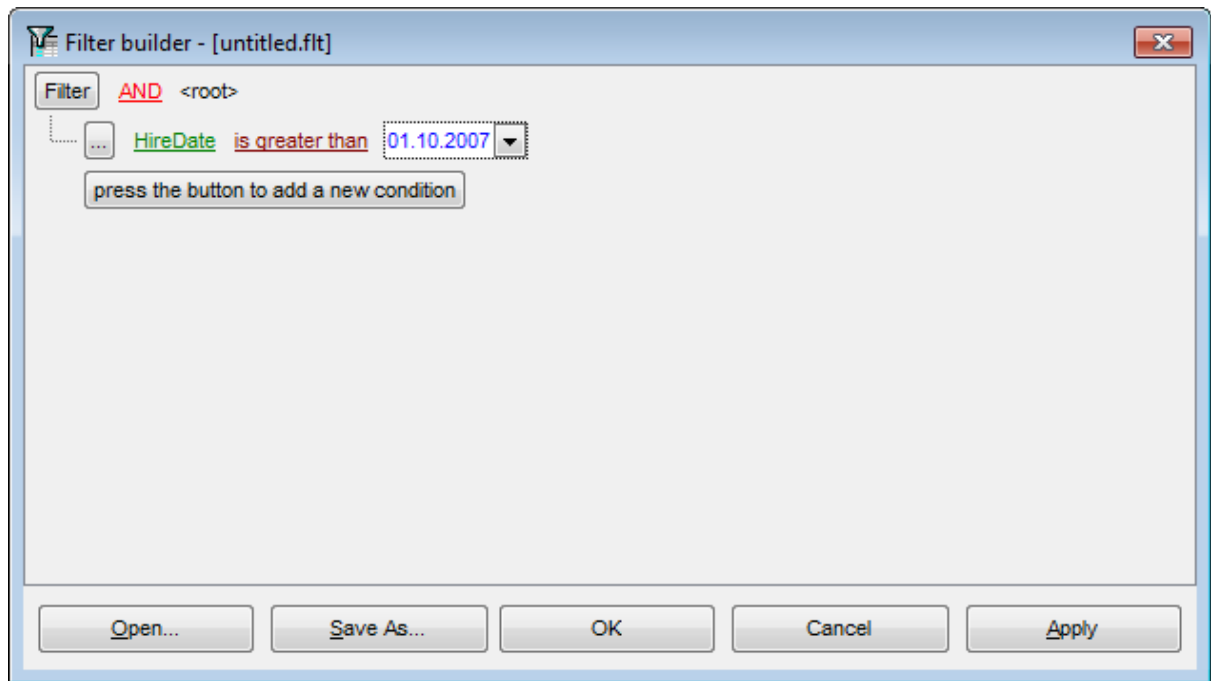 Filter builder - [untitled.flt]
Filter AND <root>
... HireDate is greater than 01.10.2007
press the button to add a new condition
Open... Save As... OK Cancel Apply